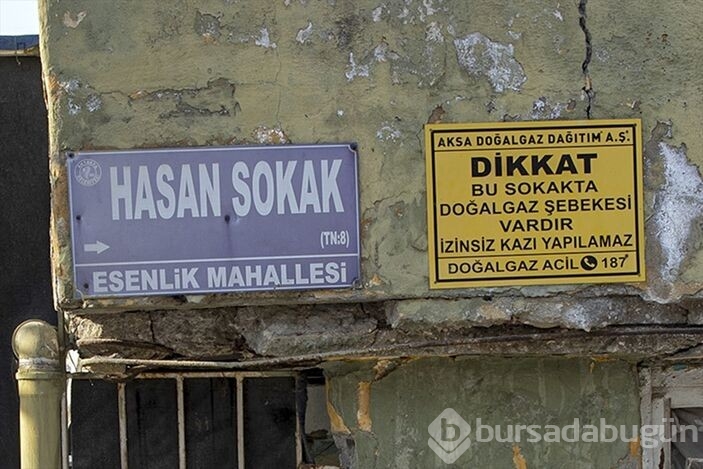 HASAN SOKAK
(TN:8)
ESENLİK MAHALLESİ
AKSA DOĞALGAZ DAĞITIM A.Ş.
DİKKAT
BU SOKAKTA
DOĞALGAZ ŞEBEKESİ
VARDIR
İZİNSİZ KAZI YAPILAMAZ
DOĞALGAZ ACİL 187
b bursadabugün